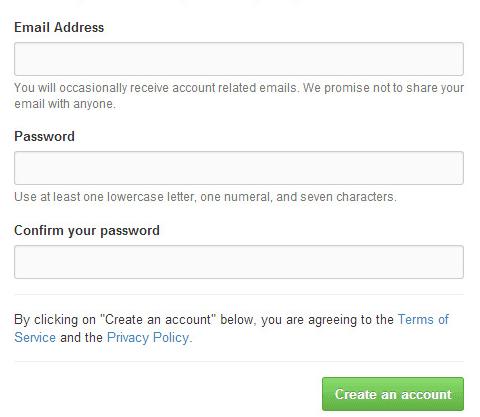 Email Address
You will occasionally receive account related emails. We promise not to share your
email with anyone.
Password
Use at least one lowercase letter, one numeral, and seven characters.
Confirm your password
By clicking on "Create an account" below, you are agreeing to the Terms of
Service and the Privacy Policy.
Create an account